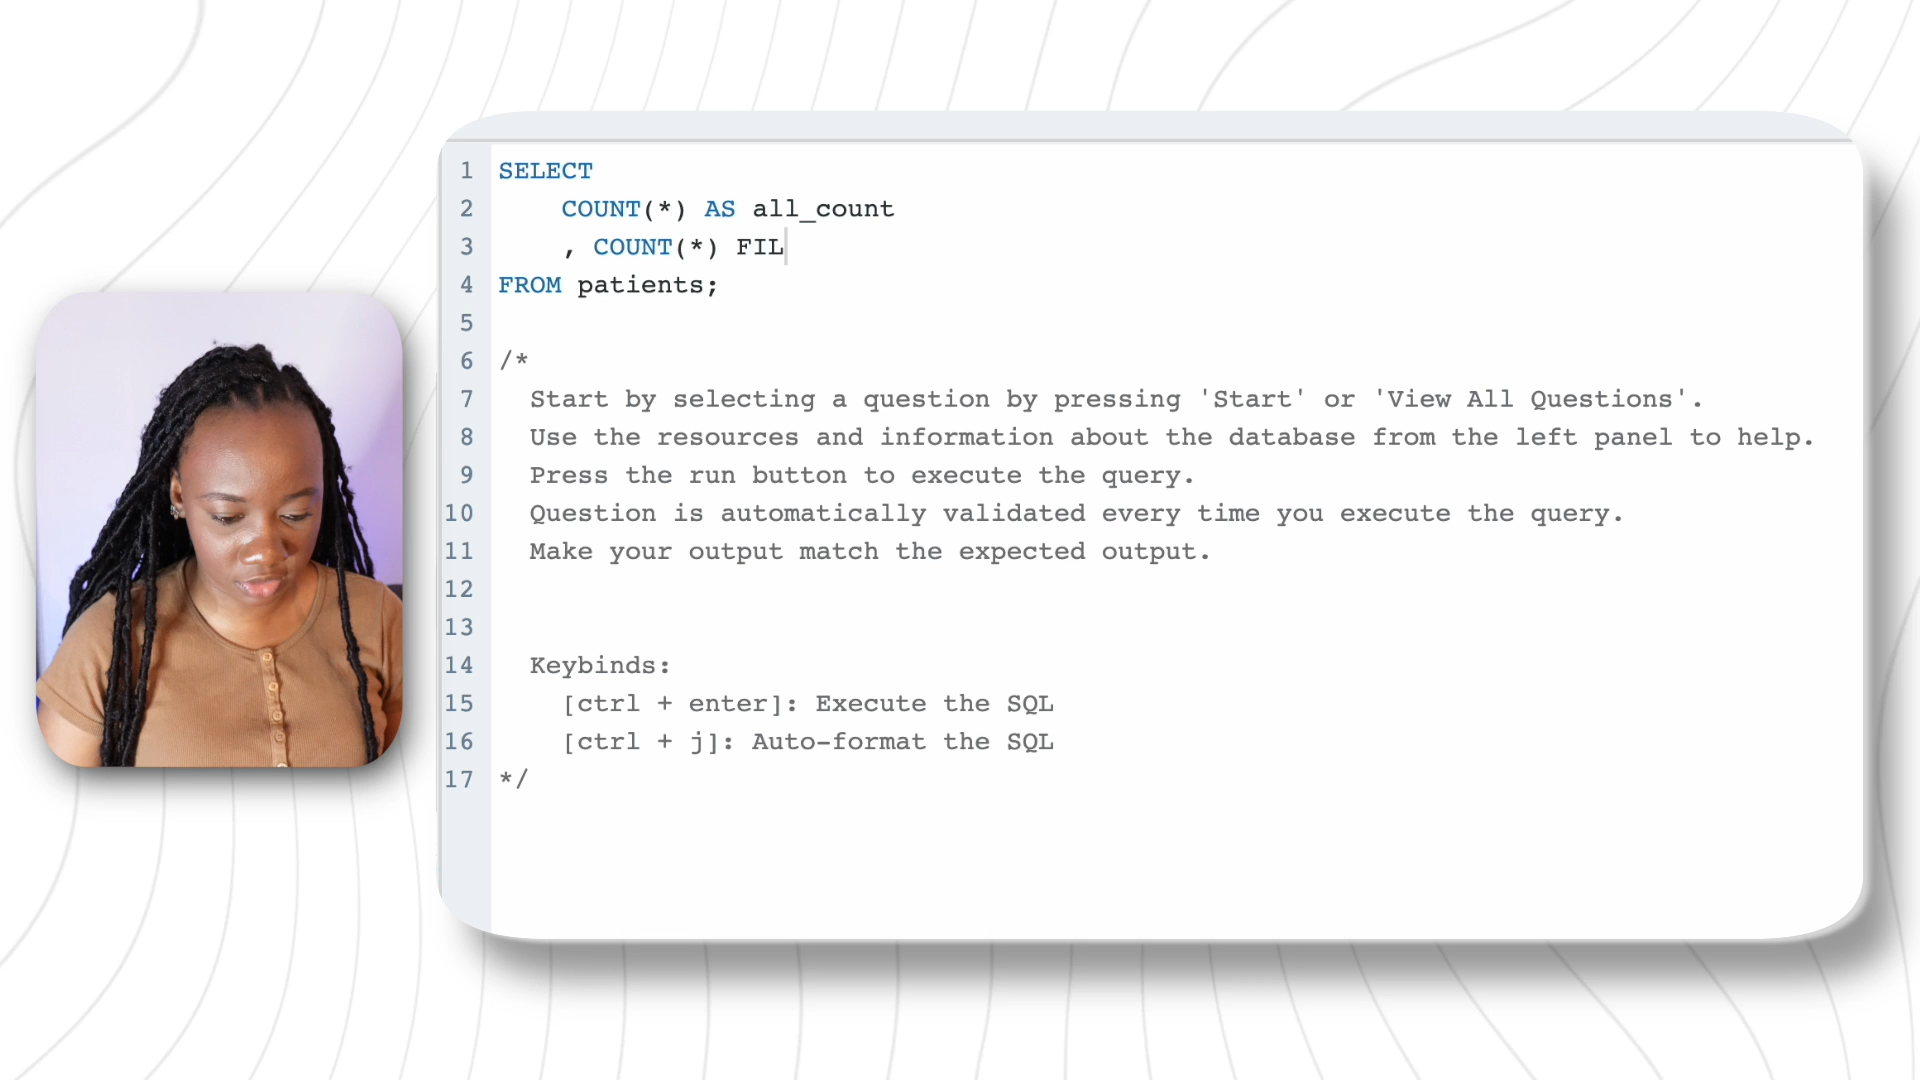 1 SELECT
2 COUNT(*) AS all_count
3 , COUNT(*) FIL
4 FROM patients;
5
6 /*
7 Start by selecting a question by pressing 'Start' or 'View All Questions'.
8 Use the resources and information about the database from the left panel to help.
9 Press the run button to execute the query.
10 Question is automatically validated every time you execute the query.
11 Make your output match the expected output.
12
13
14 Keybinds:
15 [ctrl + enter]: Execute the SQL
16 [ctrl + j]: Auto-format the SQL
17 */